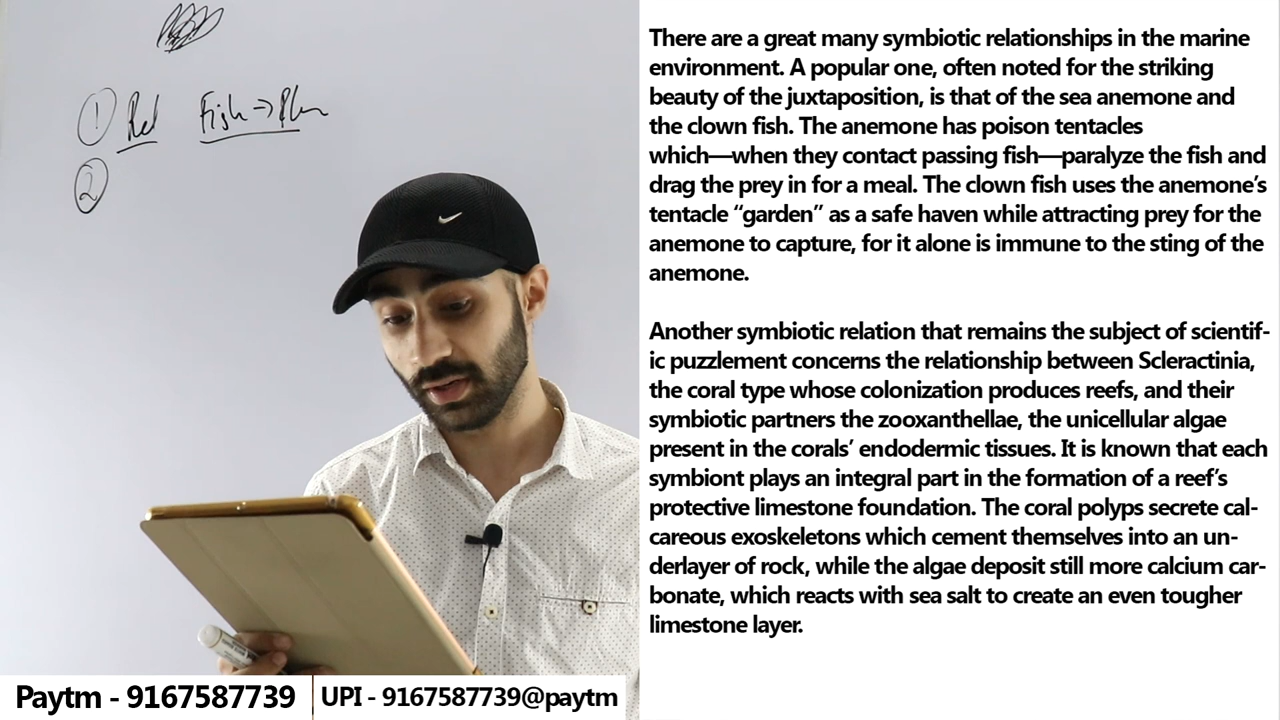 ① Rel Fish → Plan
②
There are a great many symbiotic relationships in the marine
environment. A popular one, often noted for the striking
beauty of the juxtaposition, is that of the sea anemone and
the clown fish. The anemone has poison tentacles
which—when they contact passing fish—paralyze the fish and
drag the prey in for a meal. The clown fish uses the anemone’s
tentacle “garden” as a safe haven while attracting prey for the
anemone to capture, for it alone is immune to the sting of the
anemone.
Another symbiotic relation that remains the subject of scientif-
ic puzzlement concerns the relationship between Scleractinia,
the coral type whose colonization produces reefs, and their
symbiotic partners the zooxanthellae, the unicellular algae
present in the corals’ endodermic tissues. It is known that each
symbiont plays an integral part in the formation of a reef’s
protective limestone foundation. The coral polyps secrete cal-
careous exoskeletons which cement themselves into an un-
derlayer of rock, while the algae deposit still more calcium car-
bonate, which reacts with sea salt to create an even tougher
limestone layer.
Paytm - 9167587739 UPI - 9167587739@paytm